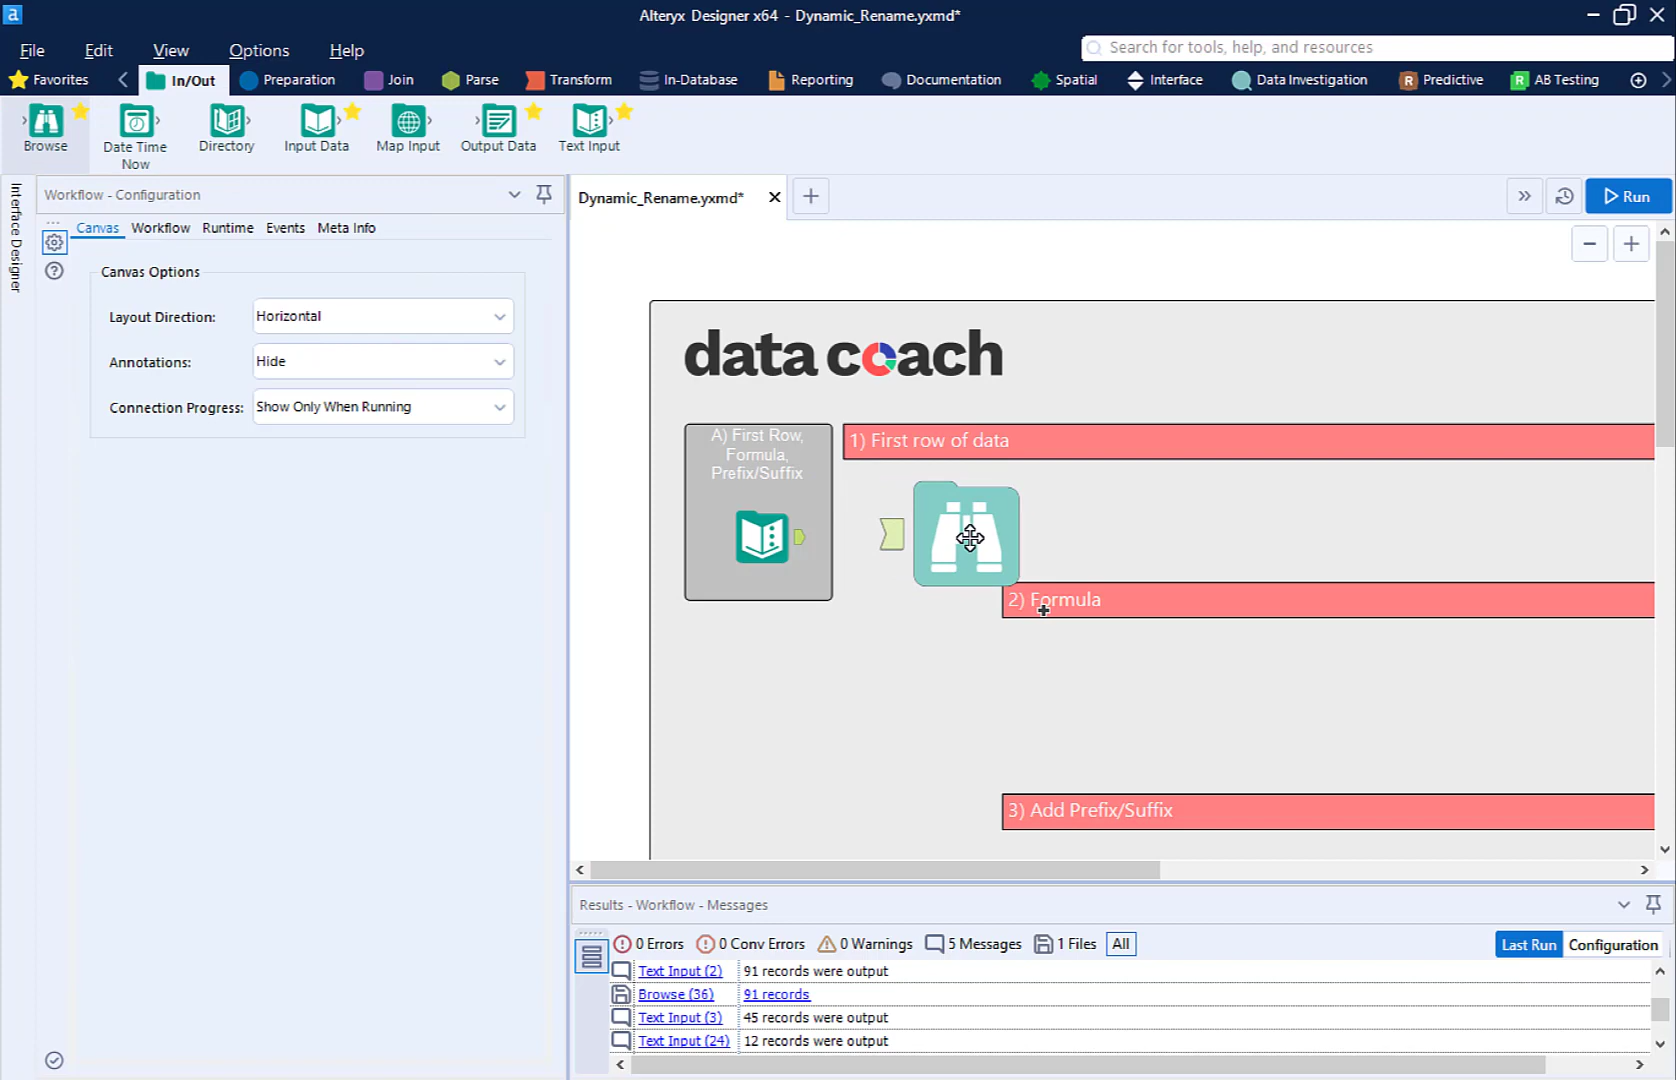 a
Alteryx Designer x64 - Dynamic_Rename.yxmd*
File Edit View Options Help
Search for tools, help, and resources
Favorites In/Out Preparation Join Parse Transform In-Database Reporting Documentation Spatial Interface Data Investigation R Predictive R AB Testing
Browse Date Time Now Directory Input Data Map Input Output Data Text Input
Interface Designer
Workflow - Configuration
Canvas Workflow Runtime Events Meta Info
Canvas Options
Layout Direction: Horizontal
Annotations: Hide
Connection Progress: Show Only When Running
Dynamic_Rename.yxmd*
Run
data coach
A) First Row,
Formula,
Prefix/Suffix
1) First row of data
2) Formula
3) Add Prefix/Suffix
Results - Workflow - Messages
0 Errors 0 Conv Errors 0 Warnings 5 Messages 1 Files All Last Run Configuration
Text Input (2) 91 records were output
Browse (36) 91 records
Text Input (3) 45 records were output
Text Input (24) 12 records were output